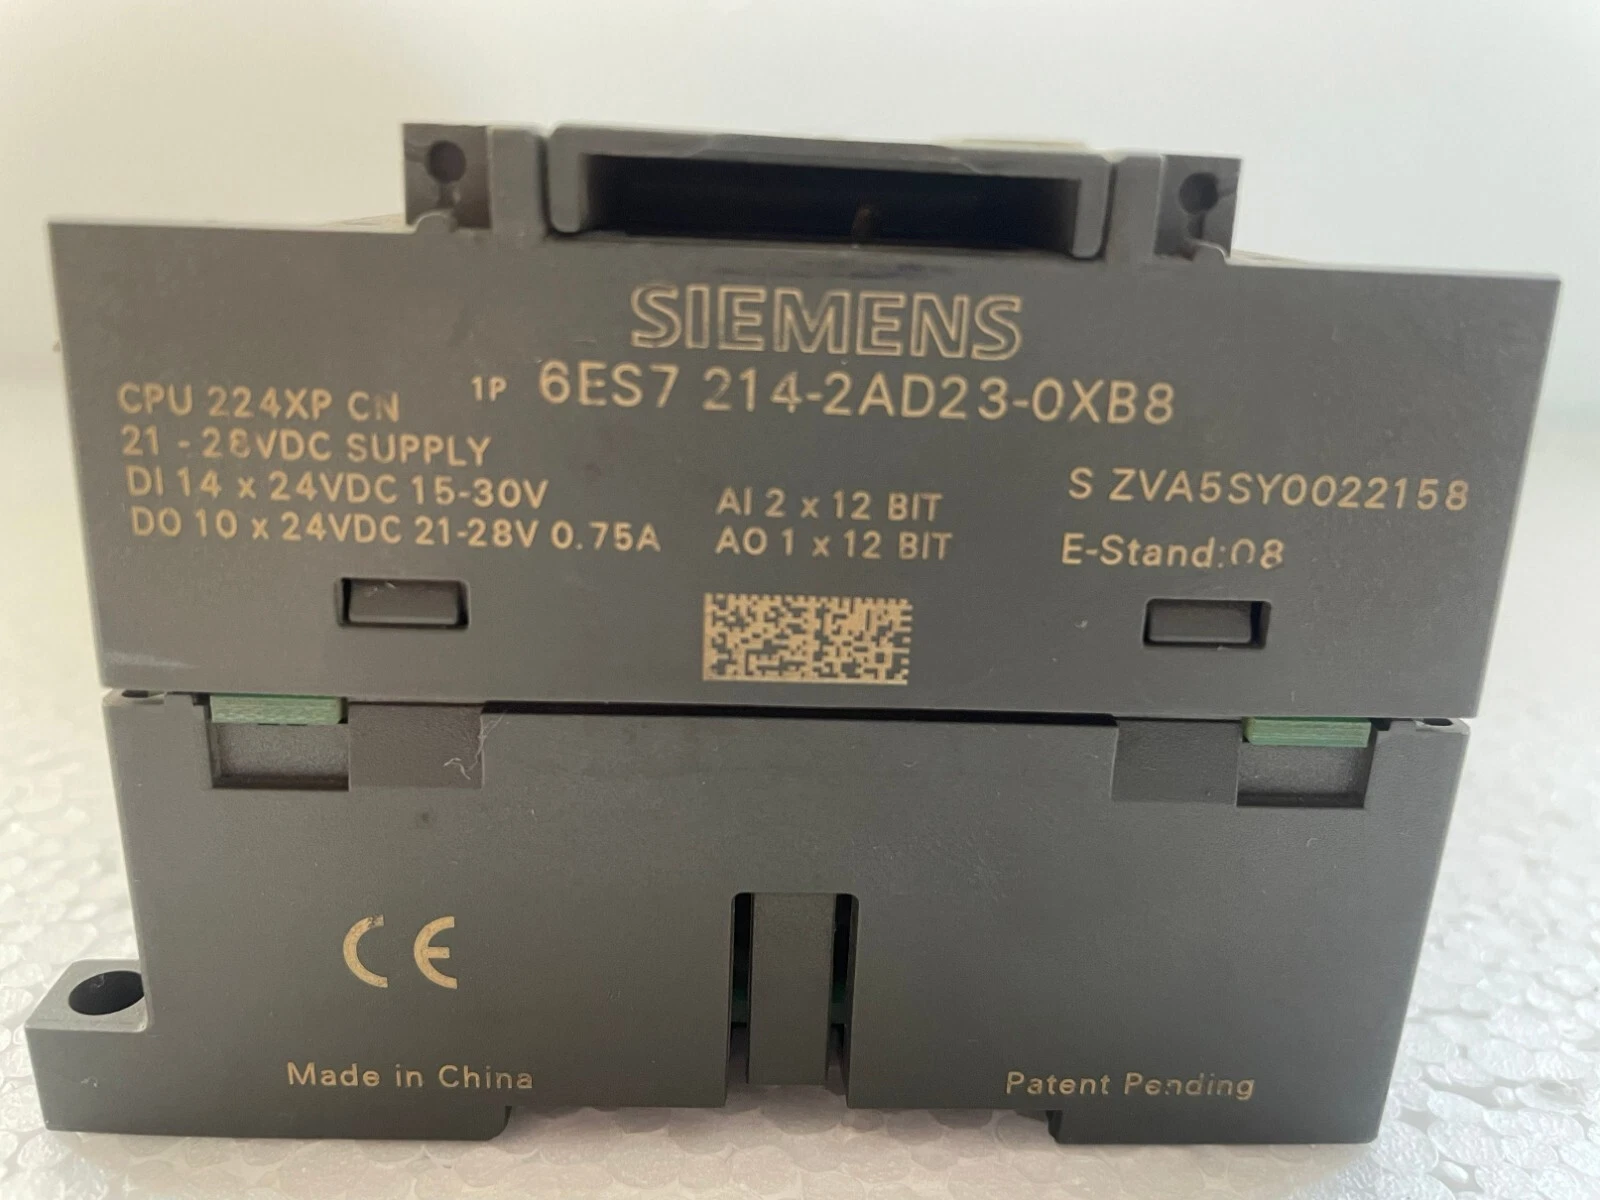 SIEMENS
1P 6ES7 214-2AD23-0XB8
CPU 224XP CN
21 - 28VDC SUPPLY
DI 14 x 24VDC 15-30V
DO 10 x 24VDC 21-28V 0.75A
AI 2 x 12 BIT
AO 1 x 12 BIT
S ZVA5SY0022158
E-Stand:08
CE
Made in China
Patent Pending